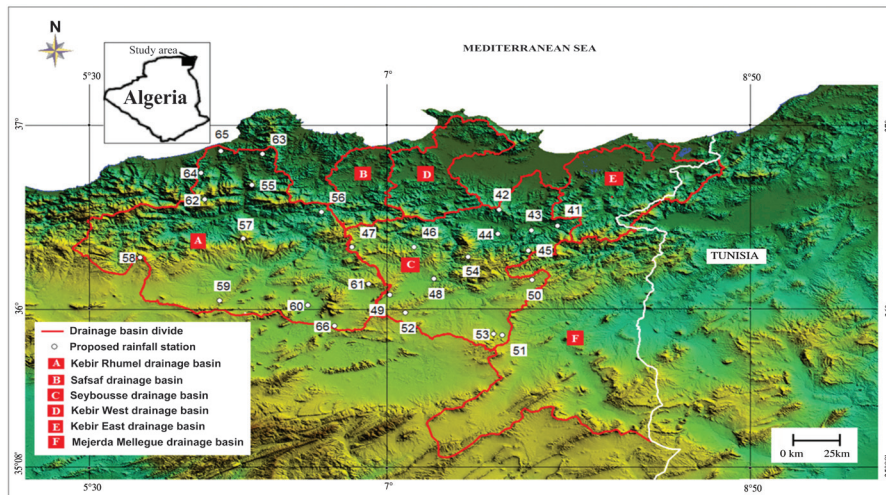 N
MEDITERRANEAN SEA
Study area
Algeria
5°30
7°
8°50
37°
65
63
64
55
62
56
B
D
E
42
43
41
57
47
46
44
A
C
45
58
54
59
61
48
50
60
49
66
52
53
51
F
TUNISIA
36°
Drainage basin divide
Proposed rainfall station
A Kebir Rhumel drainage basin
B Safsaf drainage basin
C Seybousse drainage basin
D Kebir West drainage basin
E Kebir East drainage basin
F Mejerda Mellegue drainage basin
0 km 25km
35°08
5°30
7°
8°50